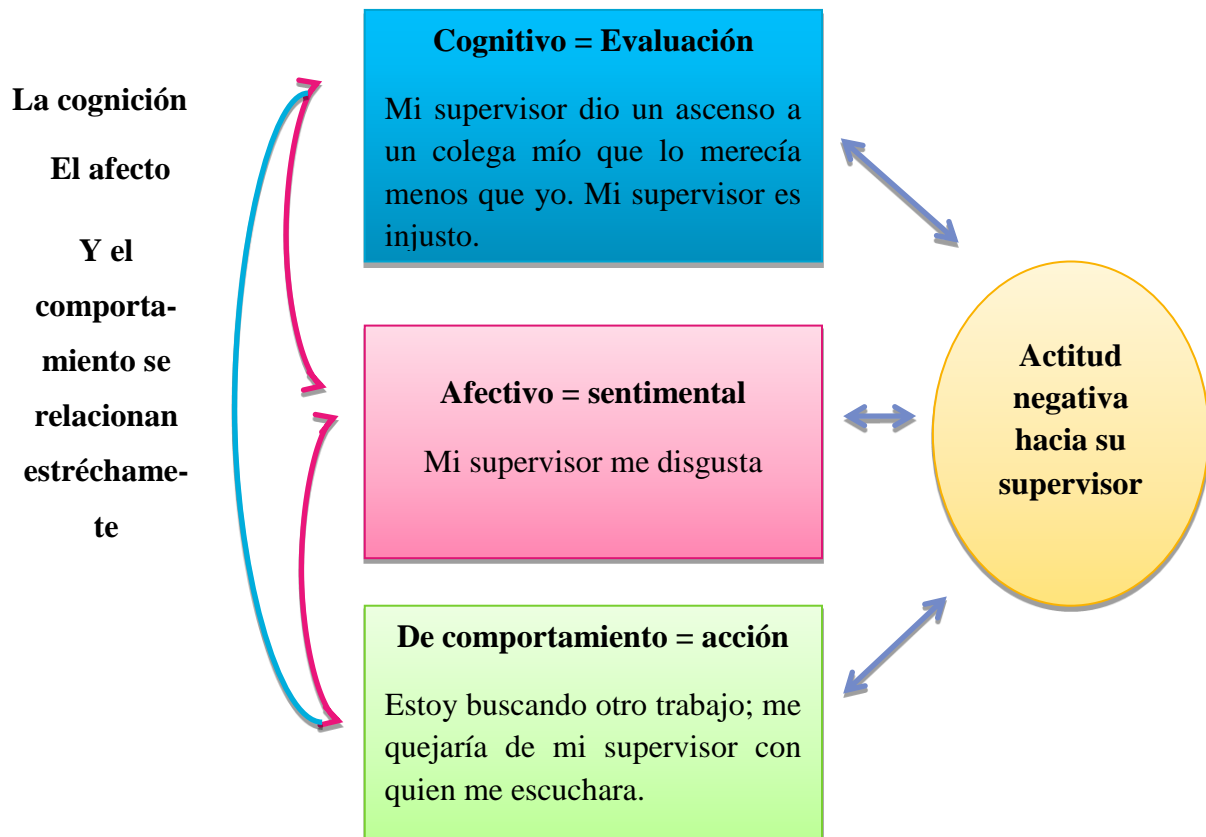 La cognición
El afecto
Y el
comporta-
miento se
relacionan
estréchame-
te
Cognitivo = Evaluación
Mi supervisor dio un ascenso a
un colega mío que lo merecía
menos que yo. Mi supervisor es
injusto.
Afectivo = sentimental
Mi supervisor me disgusta
De comportamiento = acción
Estoy buscando otro trabajo; me
quejaría de mi supervisor con
quien me escuchara.
Actitud
negativa
hacia su
supervisor